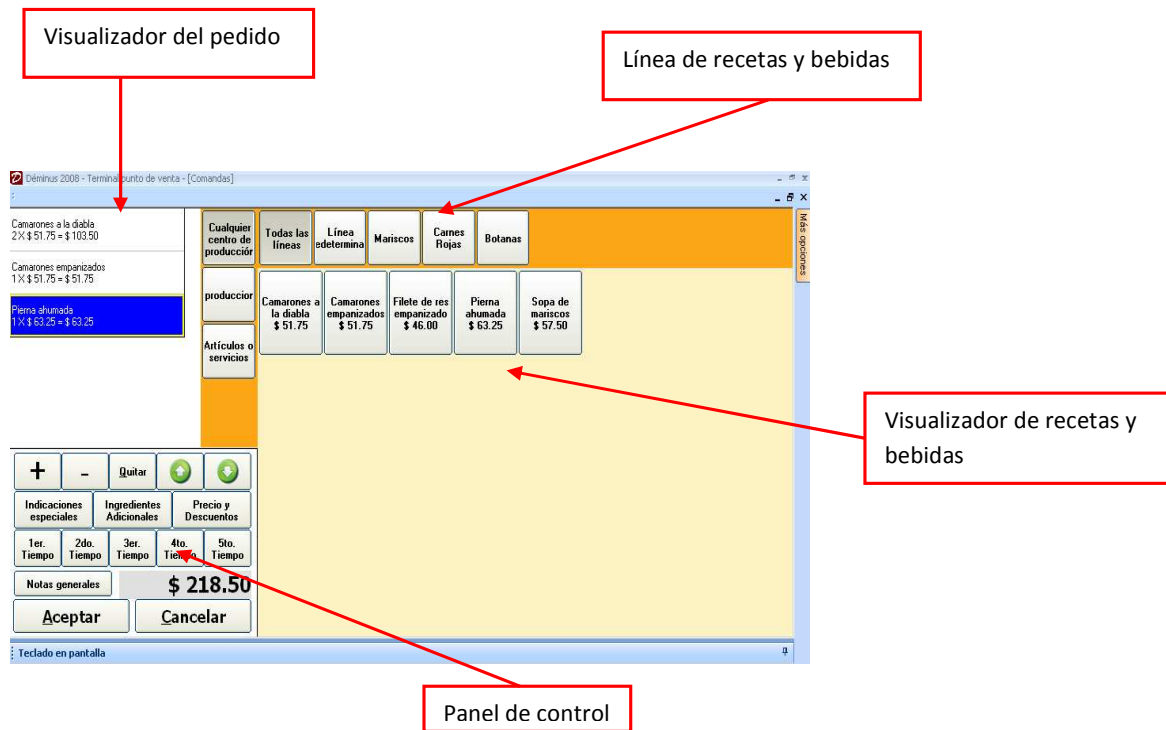 Visualizador del pedido
Línea de recetas y bebidas
Déminus 2008 - Terminal punto de venta - [Comandas]
Camarones a la diabla
2 X $ 51.75 = $ 103.50
Camarones empanizados
1 X $ 51.75 = $ 51.75
Pierna ahumada
1 X $ 63.25 = $ 63.25
Cualquier
centro de
producciór
produccior
Artículos o
servicios
Todas las
líneas
Línea
edetermina
Mariscos
Carnes
Rojas
Botanas
Más opciones
Camarones a
la diabla
$ 51.75
Camarones
empanizados
$ 51.75
Filete de res
empanizado
$ 46.00
Pierna
ahumada
$ 63.25
Sopa de
mariscos
$ 57.50
Visualizador de recetas y
bebidas
+
-
Quitar
Indicaciones
especiales
Ingredientes
Adicionales
Precio y
Descuentos
1er.
Tiempo
2do.
Tiempo
3er.
Tiempo
4to.
Tiempo
5to.
Tiempo
Notas generales
$ 218.50
Aceptar
Cancelar
Teclado en pantalla
Panel de control